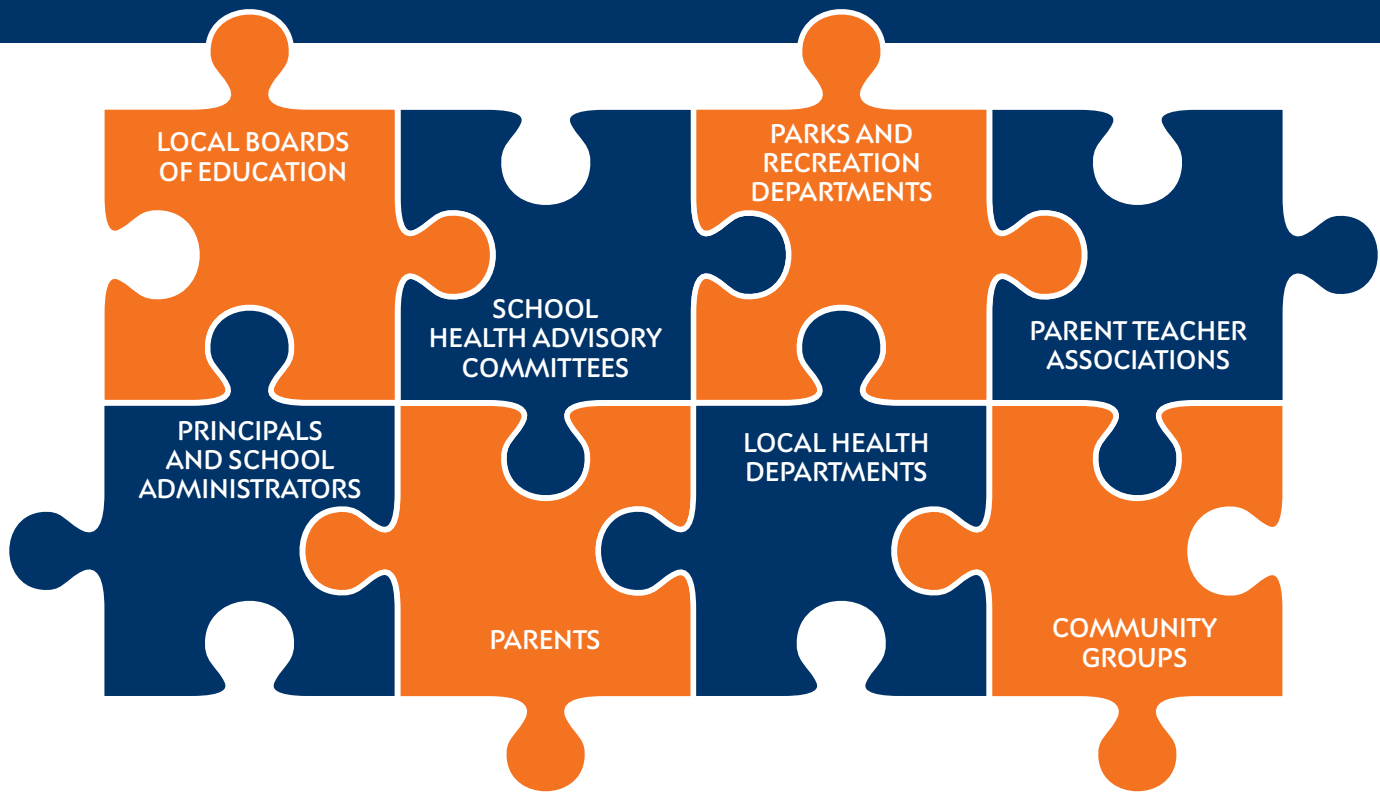 LOCAL BOARDS
OF EDUCATION
SCHOOL
HEALTH ADVISORY
COMMITTEES
PARKS AND
RECREATION
DEPARTMENTS
PARENT TEACHER
ASSOCIATIONS
PRINCIPALS
AND SCHOOL
ADMINISTRATORS
PARENTS
LOCAL HEALTH
DEPARTMENTS
COMMUNITY
GROUPS